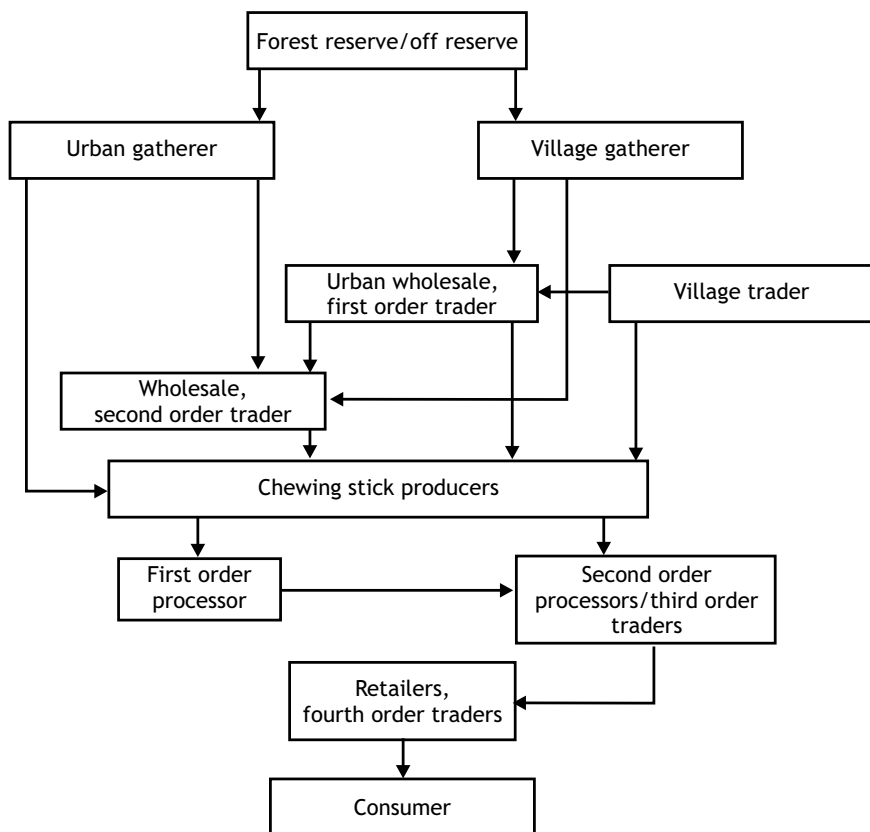 Forest reserve/off reserve
Urban gatherer
Village gatherer
Urban wholesale,
first order trader
Village trader
Wholesale,
second order trader
Chewing stick producers
First order
processor
Second order
processors/third order
traders
Retailers,
fourth order traders
Consumer